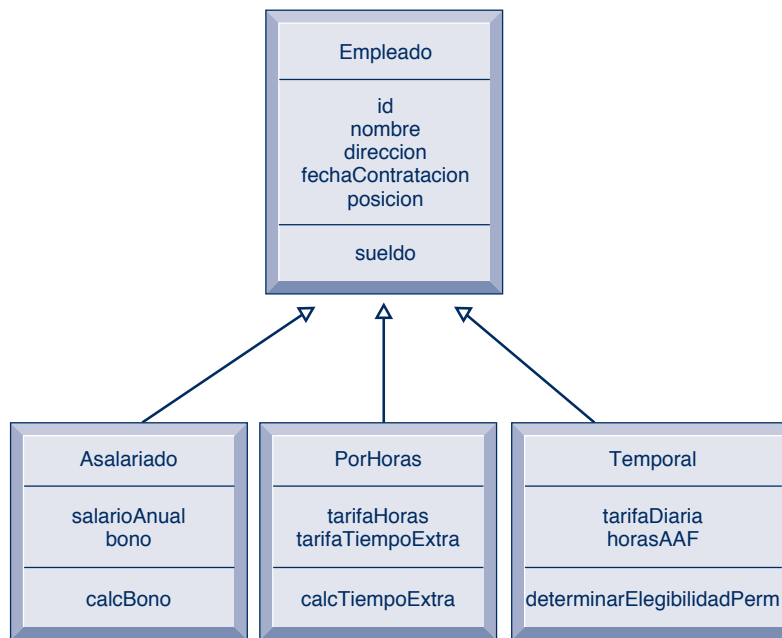 Empleado
id
nombre
direccion
fechaContratacion
posicion
sueldo
Asalariado
salarioAnual
bono
calcBono
PorHoras
tarifaHoras
tarifaTiempoExtra
calcTiempoExtra
Temporal
tarifaDiaria
horasAAF
determinarElegibilidadPerm